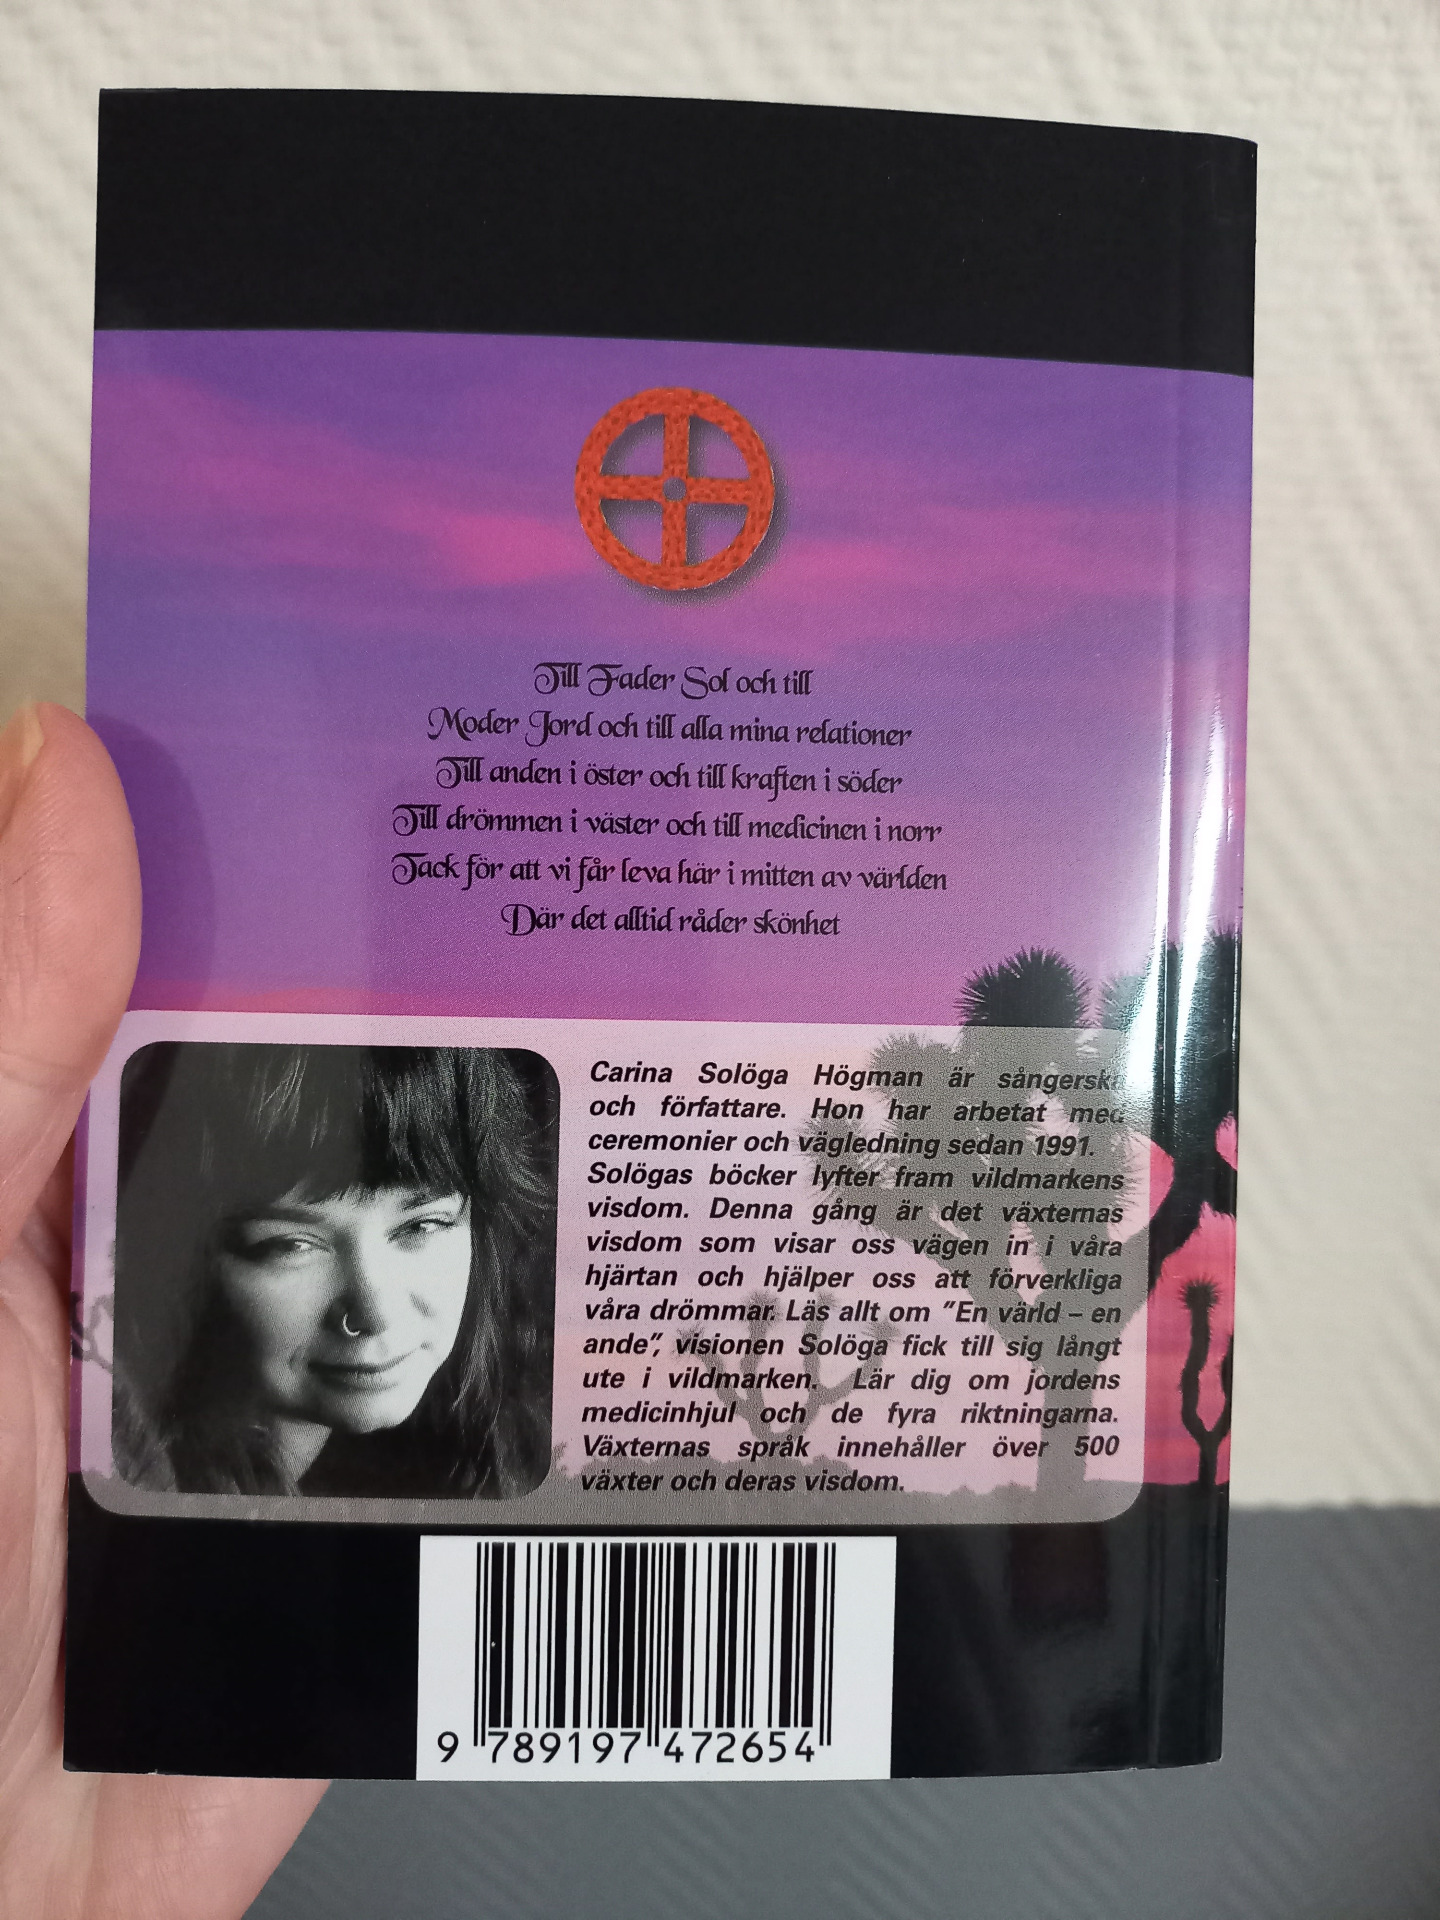 Till Fader Sol och till
Moder Jord och till alla mina relationer
Till anden i öster och till kraften i söder
Till drömmen i väster och till medicinen i norr
Tack för att vi får leva här i mitten av världen
Där det alltid råder skönhet
Carina Solöga Högman är sångerska
och författare. Hon har arbetat med
ceremonier och vägledning sedan 1991.
Solögas böcker lyfter fram vildmarkens
visdom. Denna gång är det växternas
visdom som visar oss vägen in i våra
hjärtan och hjälper oss att förverkliga
våra drömmar. Läs allt om ”En värld – en
ande”, visionen Solöga fick till sig långt
ute i vildmarken. Lär dig om jordens
medicinhjul och de fyra riktningarna.
Växternas språk innehåller över 500
växter och deras visdom.
9 789197 472654